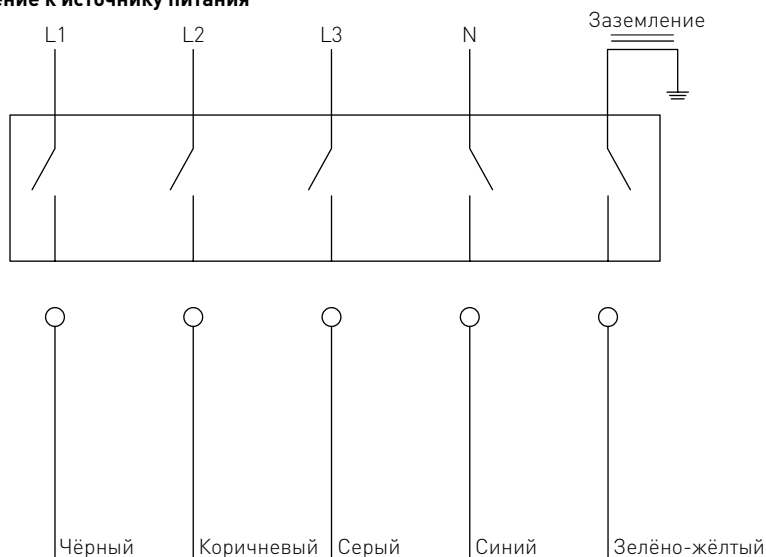 ение к источнику питания
Заземление
L1 L2 L3 N
Чёрный Коричневый Серый Синий Зелёно-жёлтый